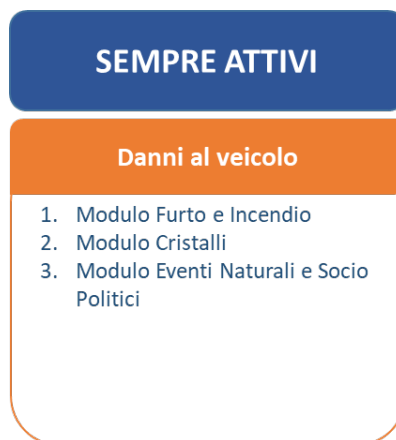 SEMPRE ATTIVI
Danni al veicolo
1. Modulo Furto e Incendio
2. Modulo Cristalli
3. Modulo Eventi Naturali e Socio
Politici